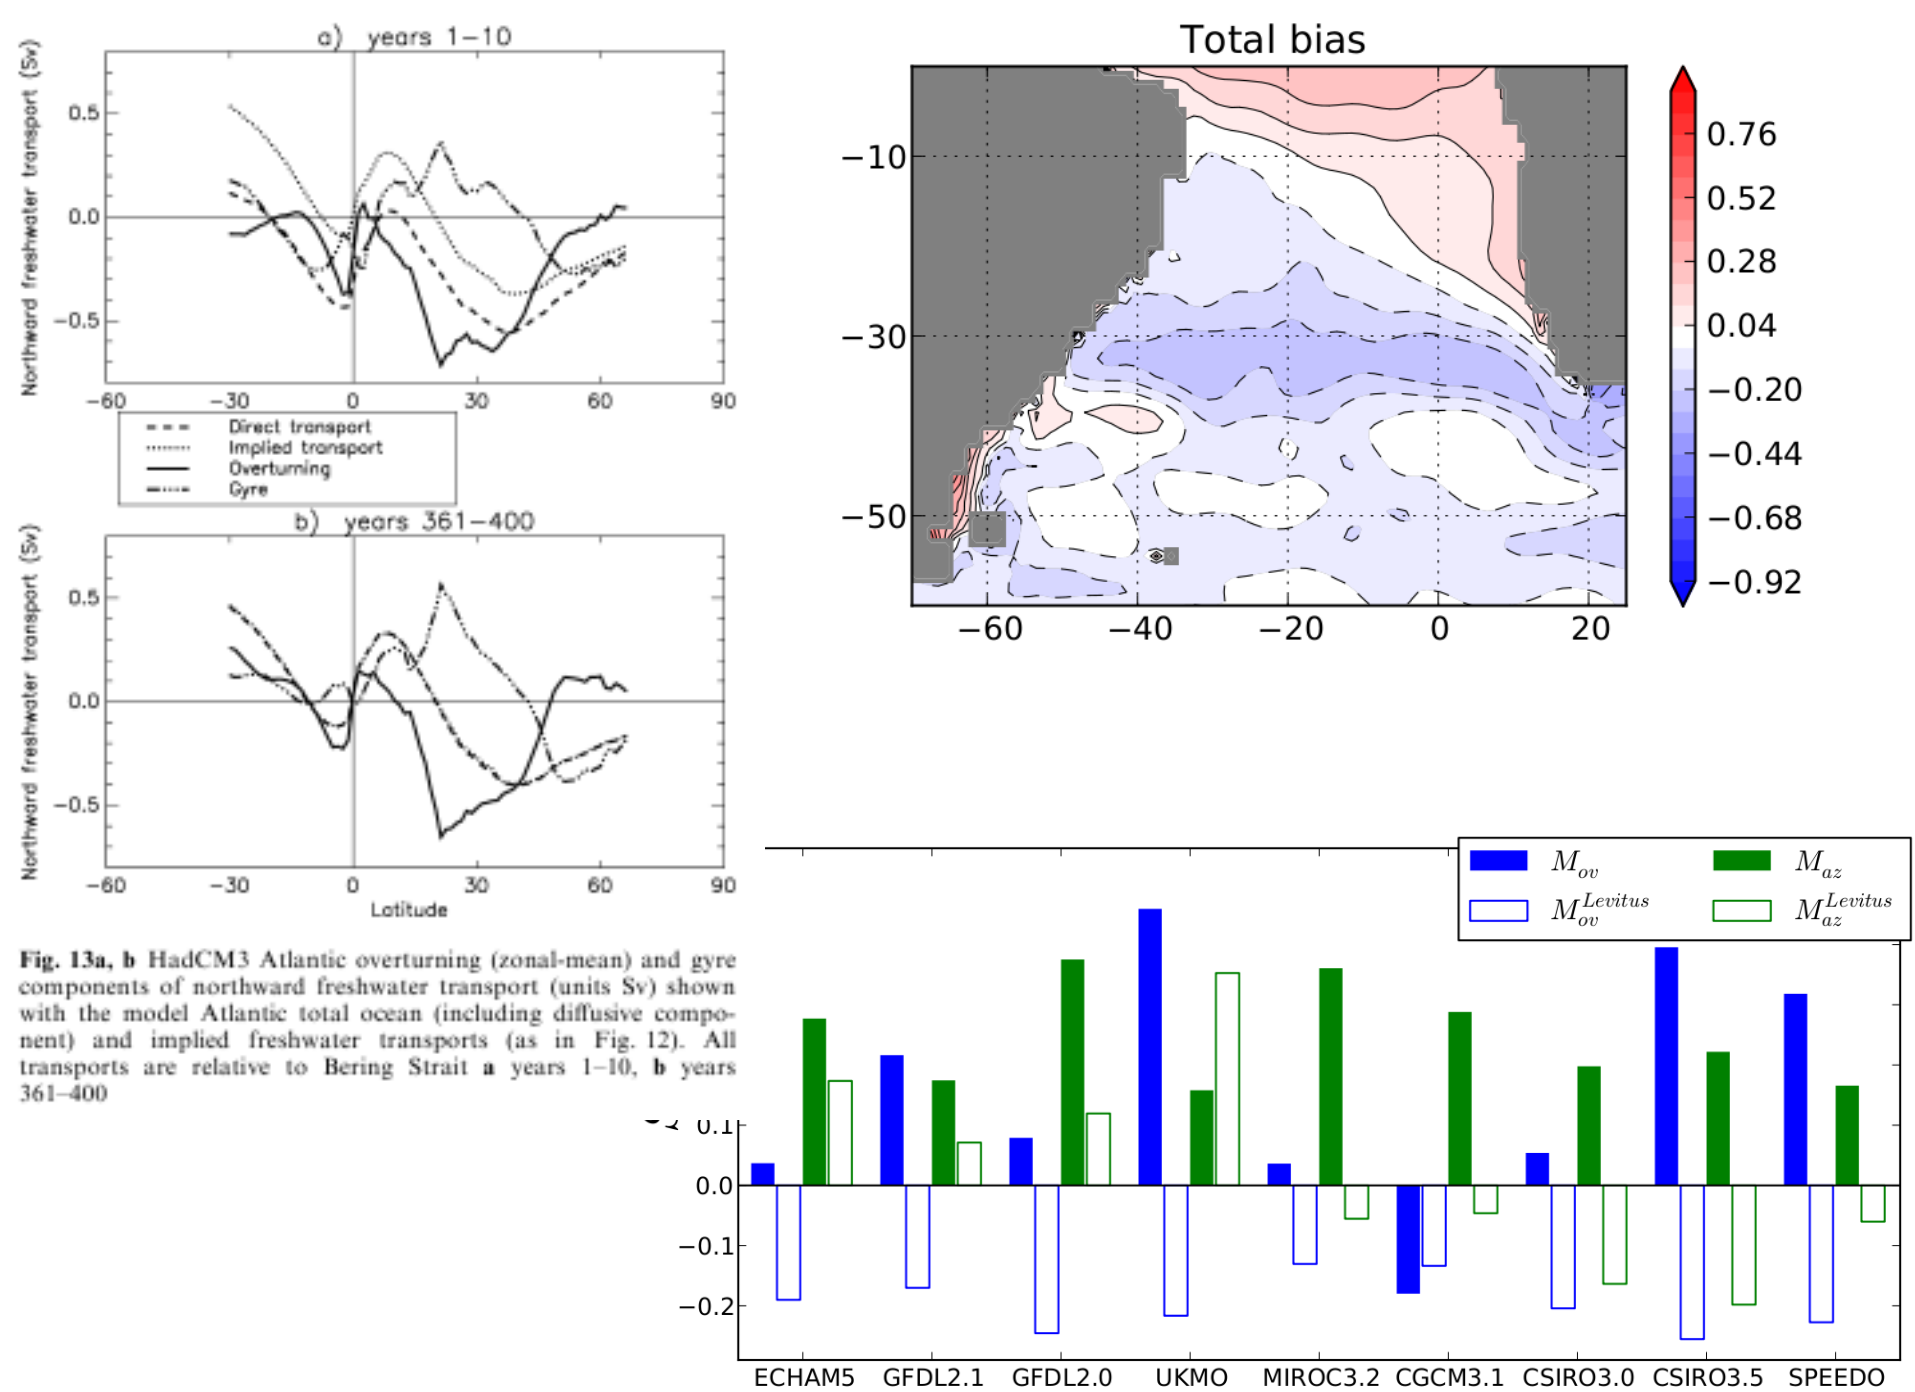 a) years 1−10
Northward freshwater transport (Sv)
0.5
0.0
−0.5
−60 −30 0 30 60 90
Direct transport
Implied transport
Overturning
Gyre
b) years 361−400
Northward freshwater transport (Sv)
0.5
0.0
−0.5
−60 −30 0 30 60 90
Latitude
Fig. 13a, b HadCM3 Atlantic overturning (zonal-mean) and gyre
components of northward freshwater transport (units Sv) shown
with the model Atlantic total ocean (including diffusive compo-
nent) and implied freshwater transports (as in Fig. 12). All
transports are relative to Bering Strait a years 1–10, b years
361–400
Total bias
−10
−30
−50
−60 −40 −20 0 20
0.76
0.52
0.28
0.04
−0.20
−0.44
−0.68
−0.92
M_ov M_az
M_ov^Levitus M_az^Levitus
0.1
0.0
−0.1
−0.2
ECHAM5 GFDL2.1 GFDL2.0 UKMO MIROC3.2 CGCM3.1 CSIRO3.0 CSIRO3.5 SPEEDO